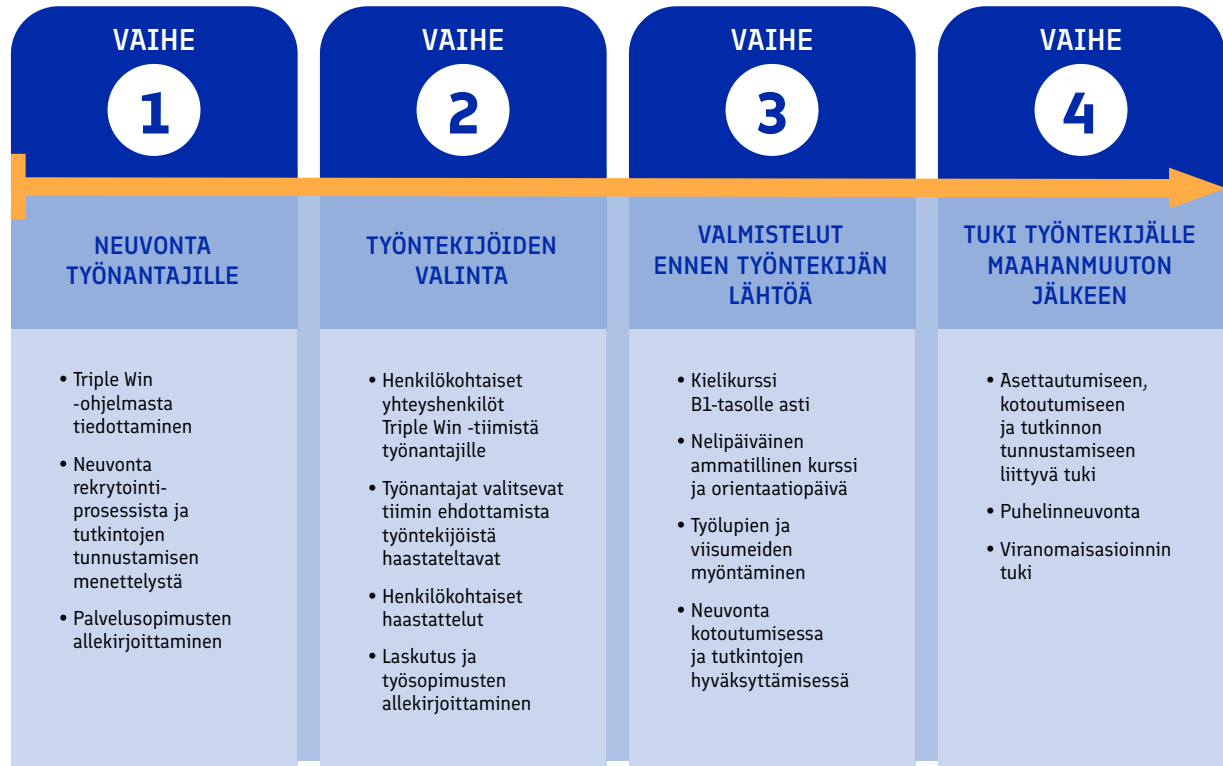 VAIHE
1
NEUVONTA
TYÖNANTAJILLE
• Triple Win
-ohjelmasta
tiedottaminen
• Neuvonta
rekrytointi-
prosessista ja
tutkintojen
tunnustamisen
menettelystä
• Palvelusopimusten
allekirjoittaminen
VAIHE
2
TYÖNTEKIJÖIDEN
VALINTA
• Henkilökohtaiset
yhteyshenkilöt
Triple Win -tiimistä
työnantajille
• Työnantajat valitsevat
tiimin ehdottamista
työntekijöistä
haastateltavat
• Henkilökohtaiset
haastattelut
• Laskutus ja
työsopimusten
allekirjoittaminen
VAIHE
3
VALMISTELUT
ENNEN TYÖNTEKIJÄN
LÄHTÖÄ
• Kielikurssi
B1-tasolle asti
• Nelipäiväinen
ammatillinen kurssi
ja orientaatiopäivä
• Työlupien ja
viisumeiden
myöntäminen
• Neuvonta
kotoutumisessa
ja tutkintojen
hyväksyttämisessä
VAIHE
4
TUKI TYÖNTEKIJÄLLE
MAAHANMUUTON
JÄLKEEN
• Asettautumiseen,
kotoutumiseen
ja tutkinnon
tunnustamiseen
liittyvä tuki
• Puhelinneuvonta
• Viranomaisasioinnin
tuki